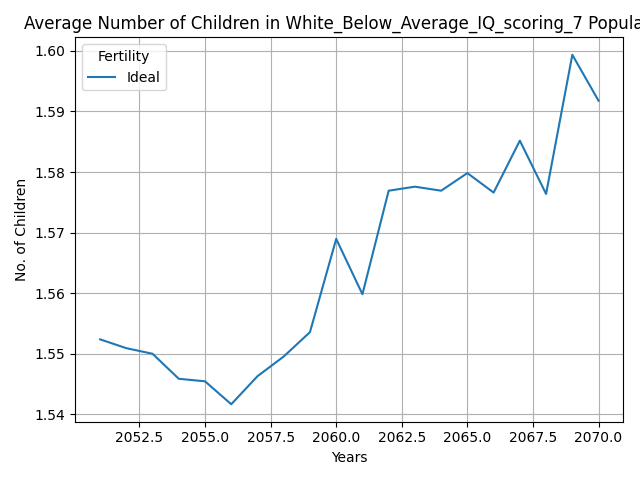 Average Number of Children in White_Below_Average_IQ_scoring_7 Popula
Fertility
Ideal
1.60
1.59
1.58
1.57
1.56
1.55
1.54
No. of Children
2052.5 2055.0 2057.5 2060.0 2062.5 2065.0 2067.5 2070.0
Years